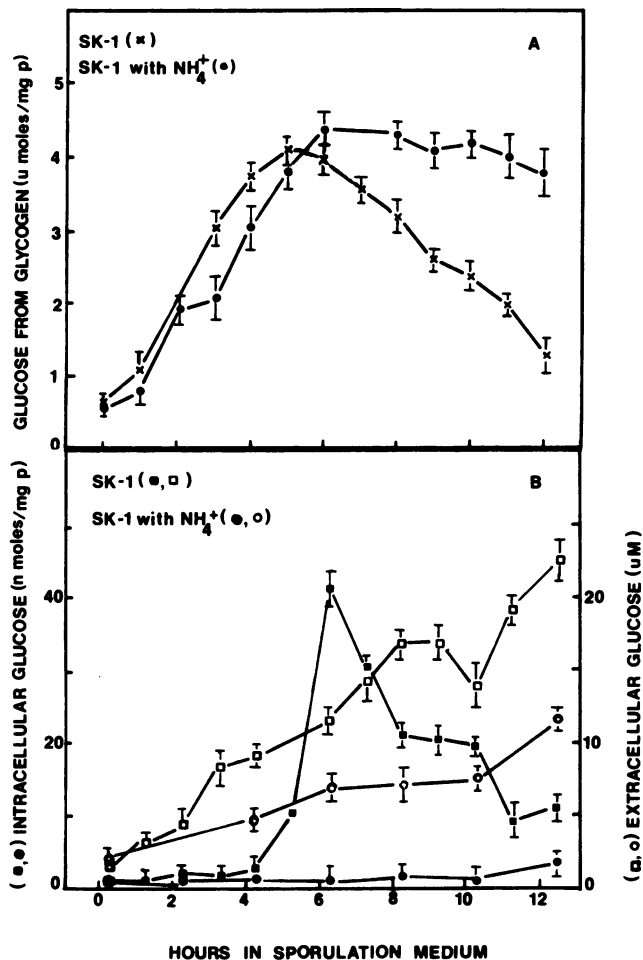 SK-1 (×)
A
SK-1 with NH4+ (●)
GLUCOSE FROM GLYCOGEN (u moles/mg p)
5
4
3
2
1
0
SK-1 (■,□)
B
SK-1 with NH4+ (●,○)
(■,●) INTRACELLULAR GLUCOSE (n moles/mg p)
40
20
0
20
10
0
(□,○) EXTRACELLULAR GLUCOSE (uM)
0
2
4
6
8
10
12
HOURS IN SPORULATION MEDIUM